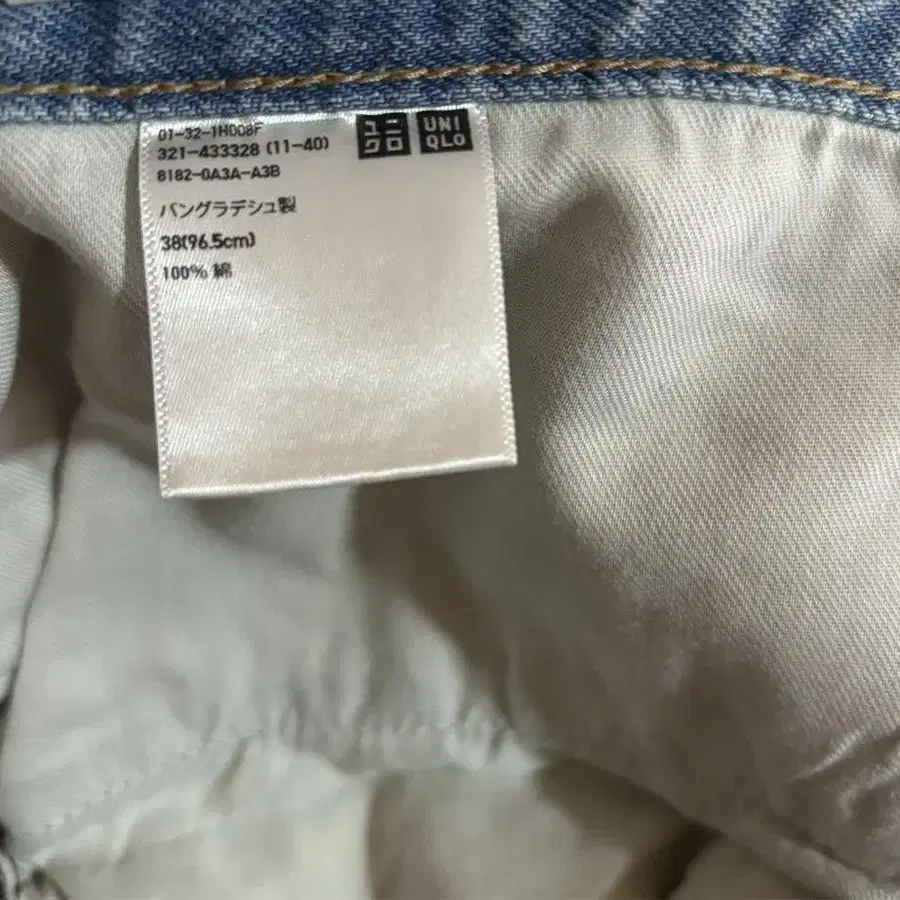 01-32-1H008F
321-433328 (11-40)
8182-0A3A-A3B
ユニ
クロ
UNI
QLO
バングラデシュ製
38(96.5cm)
100% 綿